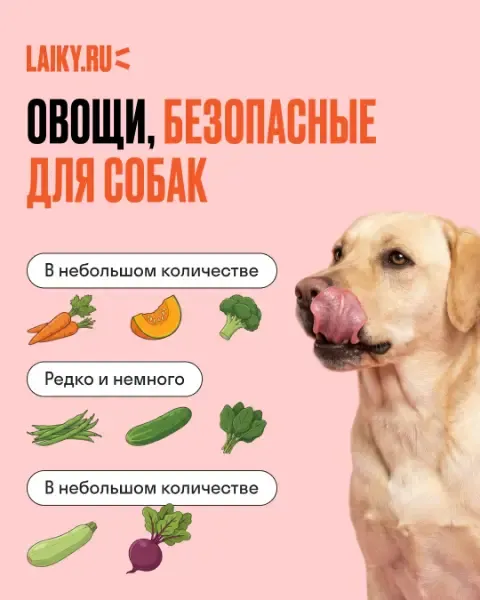 LAIKY.RU
ОВОЩИ, БЕЗОПАСНЫЕ
ДЛЯ СОБАК
В небольшом количестве
Редко и немного
В небольшом количестве